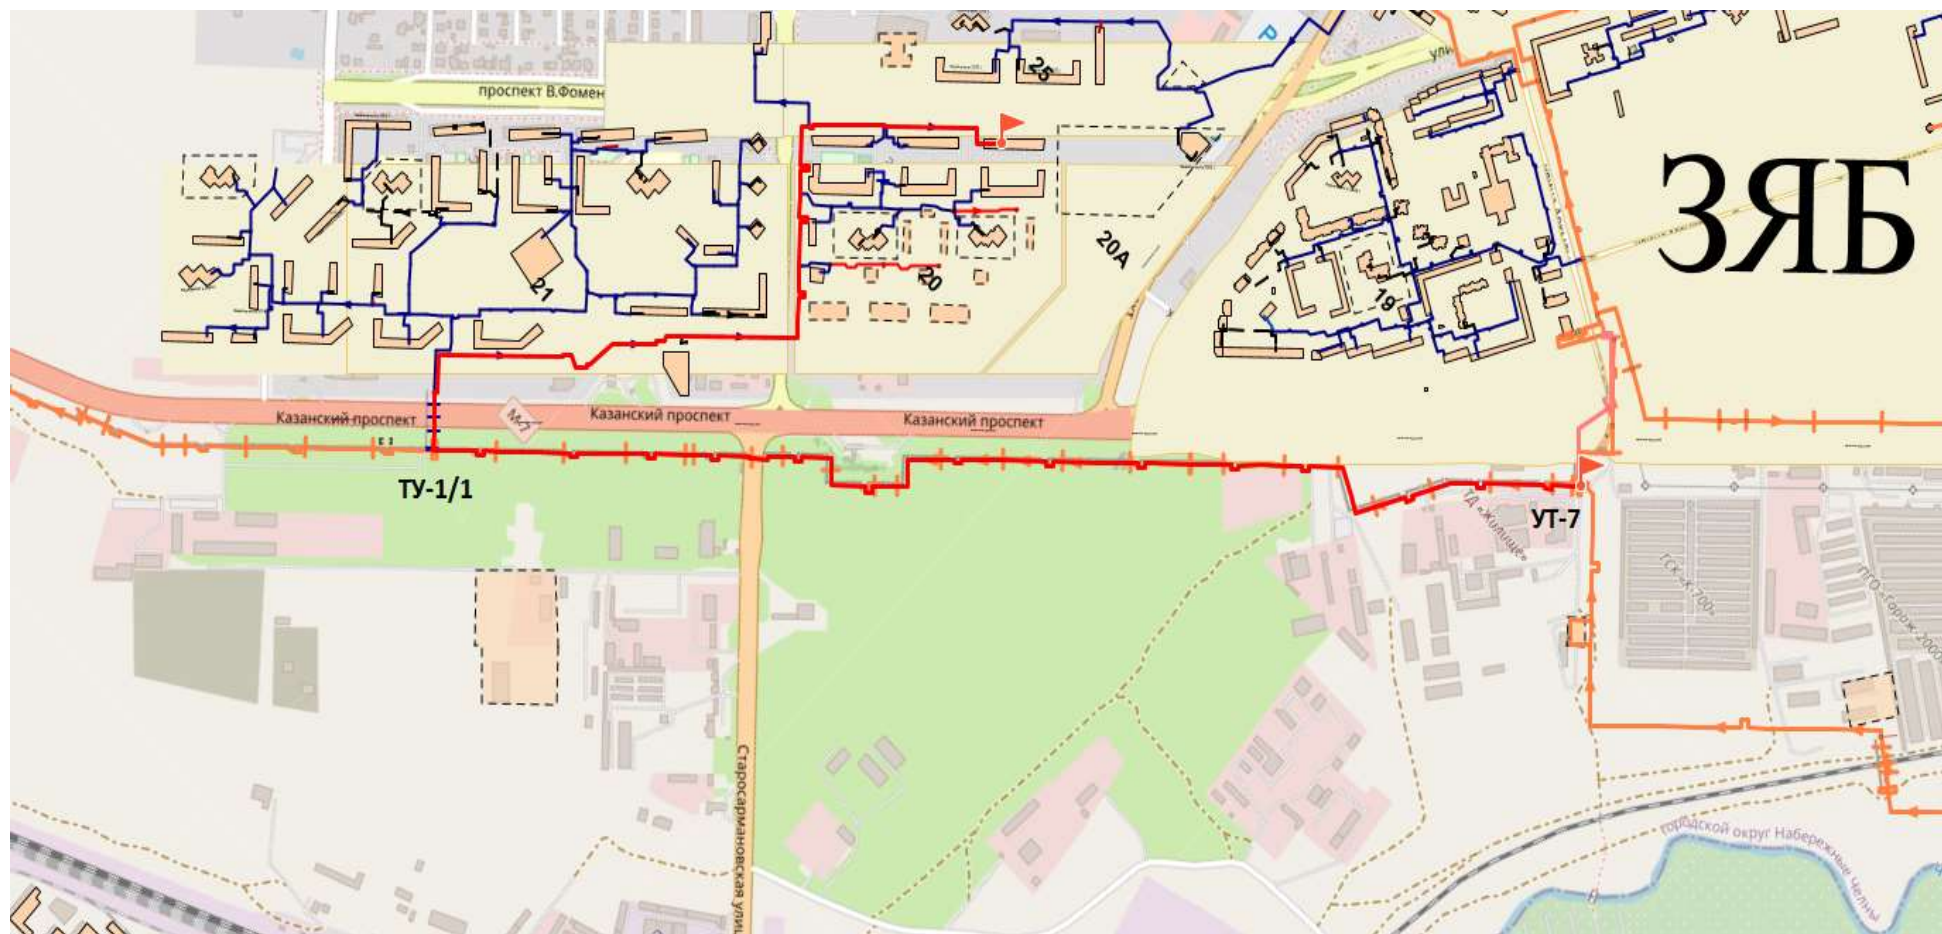 Р
ули
25
проспект В.Фомен
ЗЯБ
20А
20
21
19
Казанский проспект
М-7
Казанский проспект
Казанский проспект
ТУ-1/1
УТ-7
ТД «Жилище»
ГСК «К-700»
ПГО «Гараж-2000
Старосармановская улиц
городской округ Набережные Челны